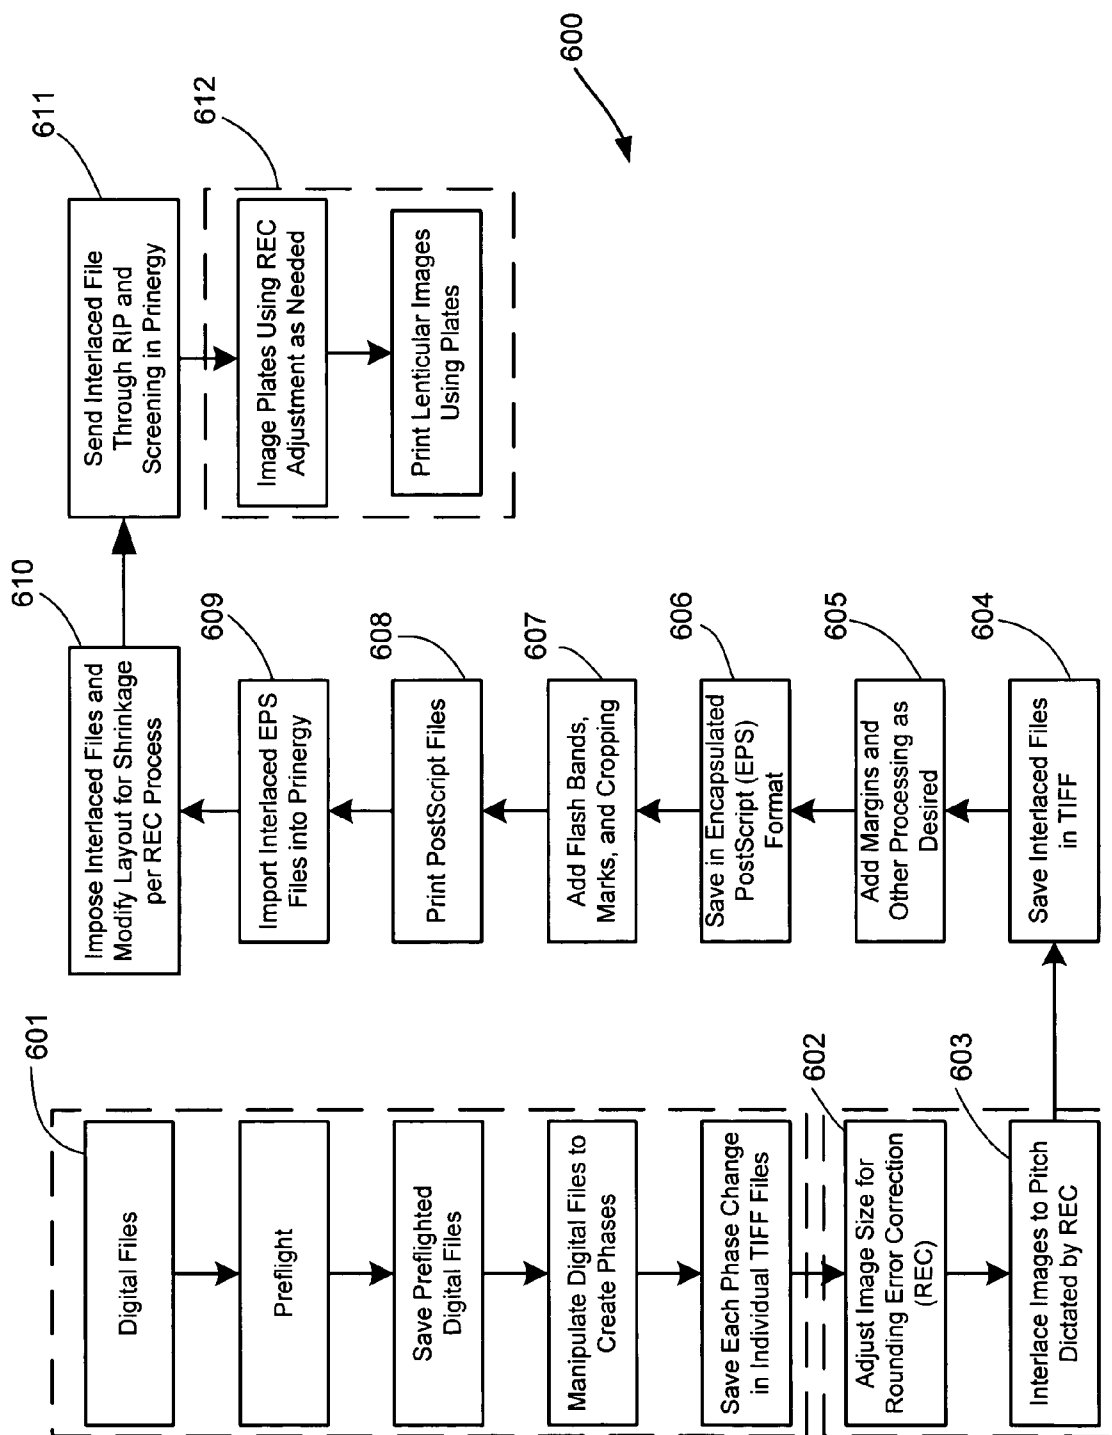 601
Digital Files
Preflight
Save Preflighted
Digital Files
Manipulate Digital Files to
Create Phases
Save Each Phase Change
in Individual TIFF Files
602
Adjust Image Size for
Rounding Error Correction
(REC)
603
Interlace Images to Pitch
Dictated by REC
604
Save Interlaced Files
in TIFF
605
Add Margins and
Other Processing as
Desired
606
Save in Encapsulated
PostScript (EPS)
Format
607
Add Flash Bands,
Marks, and Cropping
608
Print PostScript Files
609
Import Interlaced EPS
Files into Prinergy
610
Impose Interlaced Files and
Modify Layout for Shrinkage
per REC Process
611
Send Interlaced File
Through RIP and
Screening in Prinergy
612
Image Plates Using REC
Adjustment as Needed
Print Lenticular Images
Using Plates
600